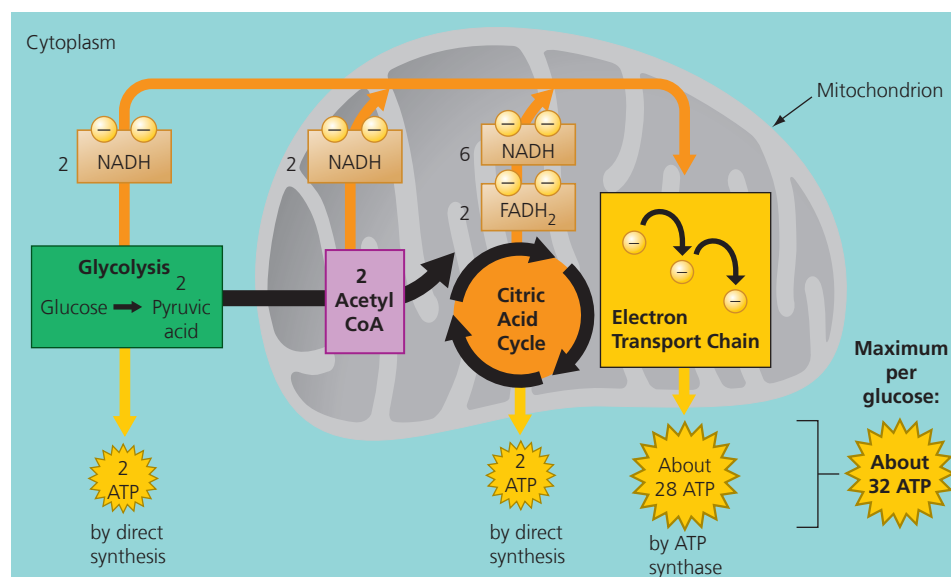 Cytoplasm
Mitochondrion
2
– –
NADH
2
– –
NADH
6
– –
NADH
2
– –
FADH₂
Glycolysis
Glucose
2
Pyruvic
acid
2
Acetyl
CoA
Citric
Acid
Cycle
–
–
–
Electron
Transport Chain
Maximum
per
glucose:
2
ATP
by direct
synthesis
2
ATP
by direct
synthesis
About
28 ATP
by ATP
synthase
About
32 ATP